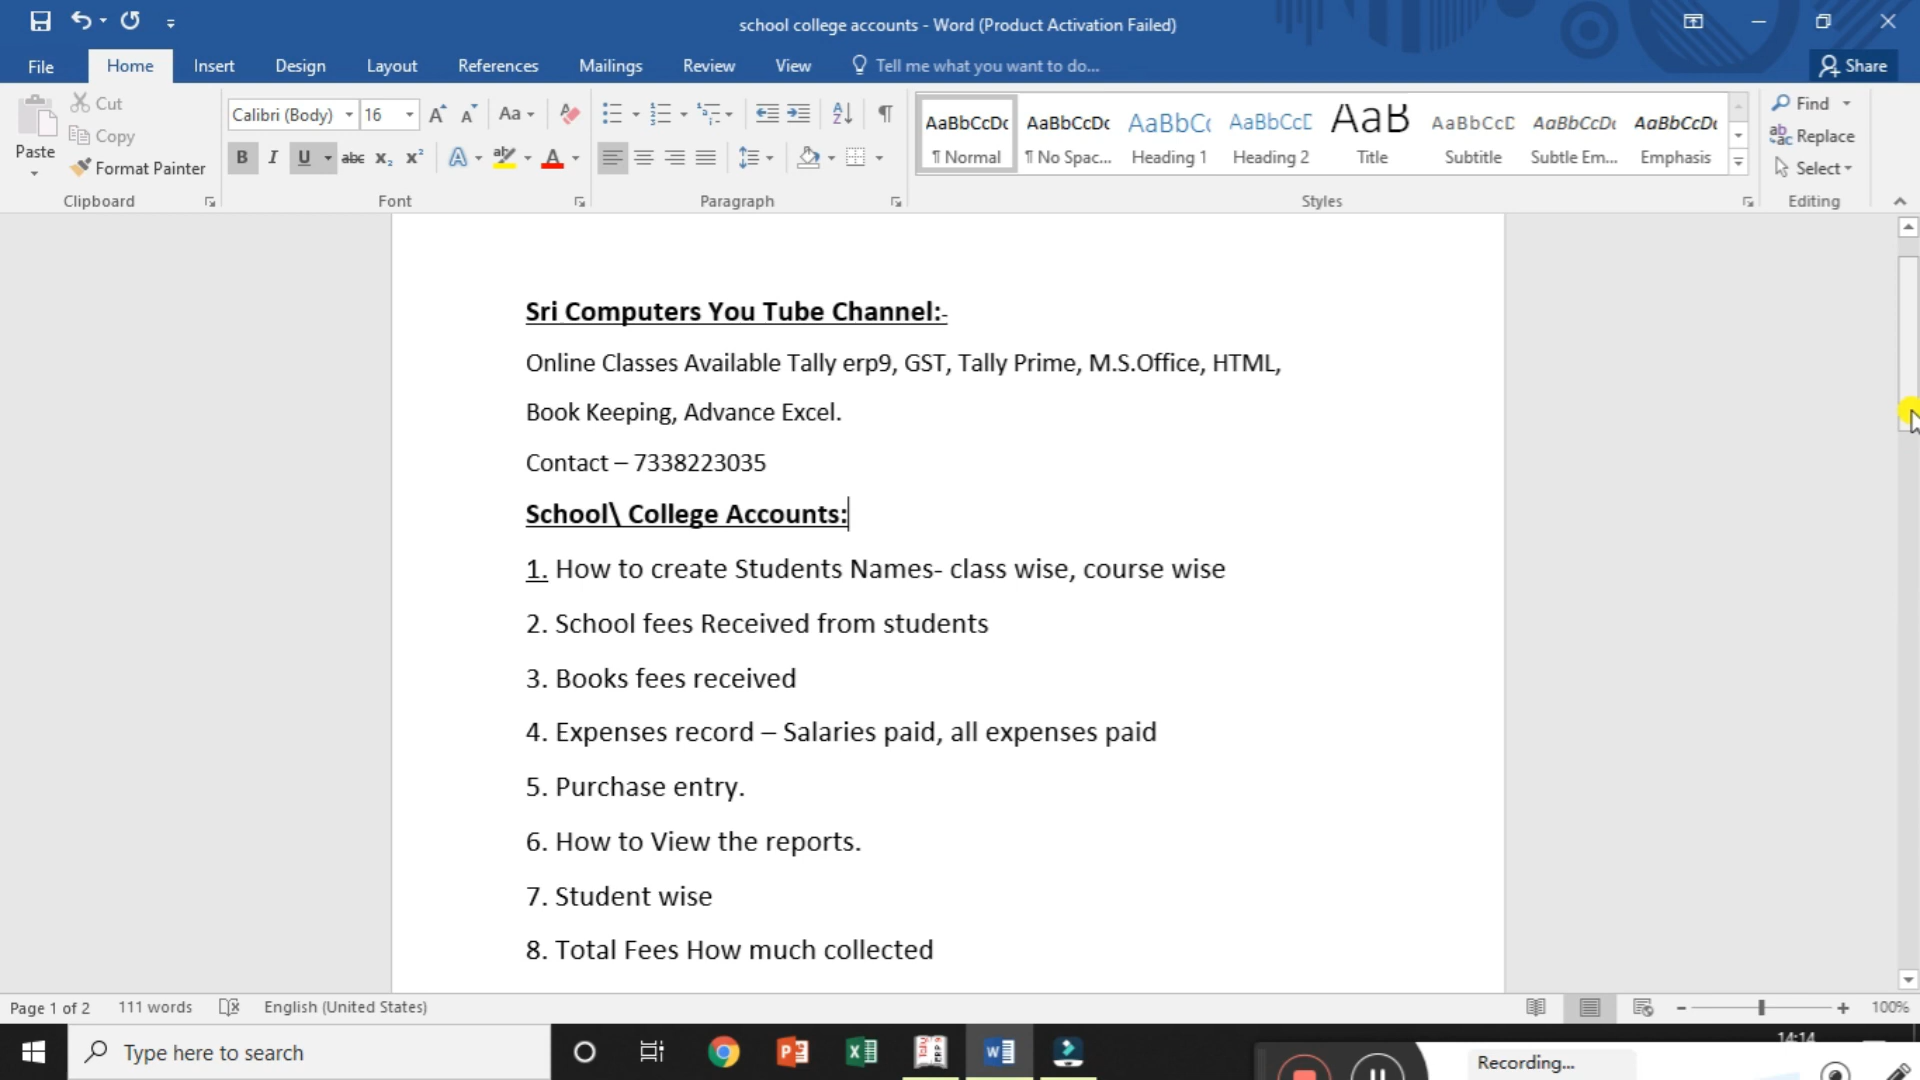 school college accounts - Word (Product Activation Failed)
File Home Insert Design Layout References Mailings Review View Tell me what you want to do... Share
Paste
Cut
Copy
Format Painter
Clipboard
Calibri (Body) 16
Font
Paragraph
AaBbCcDc AaBbCcDc AaBbC AaBbCcD AaB AaBbCcD AaBbCcDc AaBbCcDc
¶ Normal ¶ No Spac... Heading 1 Heading 2 Title Subtitle Subtle Em... Emphasis
Styles
Find
Replace
Select
Editing
Sri Computers You Tube Channel:-
Online Classes Available Tally erp9, GST, Tally Prime, M.S.Office, HTML,
Book Keeping, Advance Excel.
Contact – 7338223035
School\ College Accounts:
1. How to create Students Names- class wise, course wise
2. School fees Received from students
3. Books fees received
4. Expenses record – Salaries paid, all expenses paid
5. Purchase entry.
6. How to View the reports.
7. Student wise
8. Total Fees How much collected
Page 1 of 2 111 words English (United States) 100%
Type here to search
14:14
Recording...